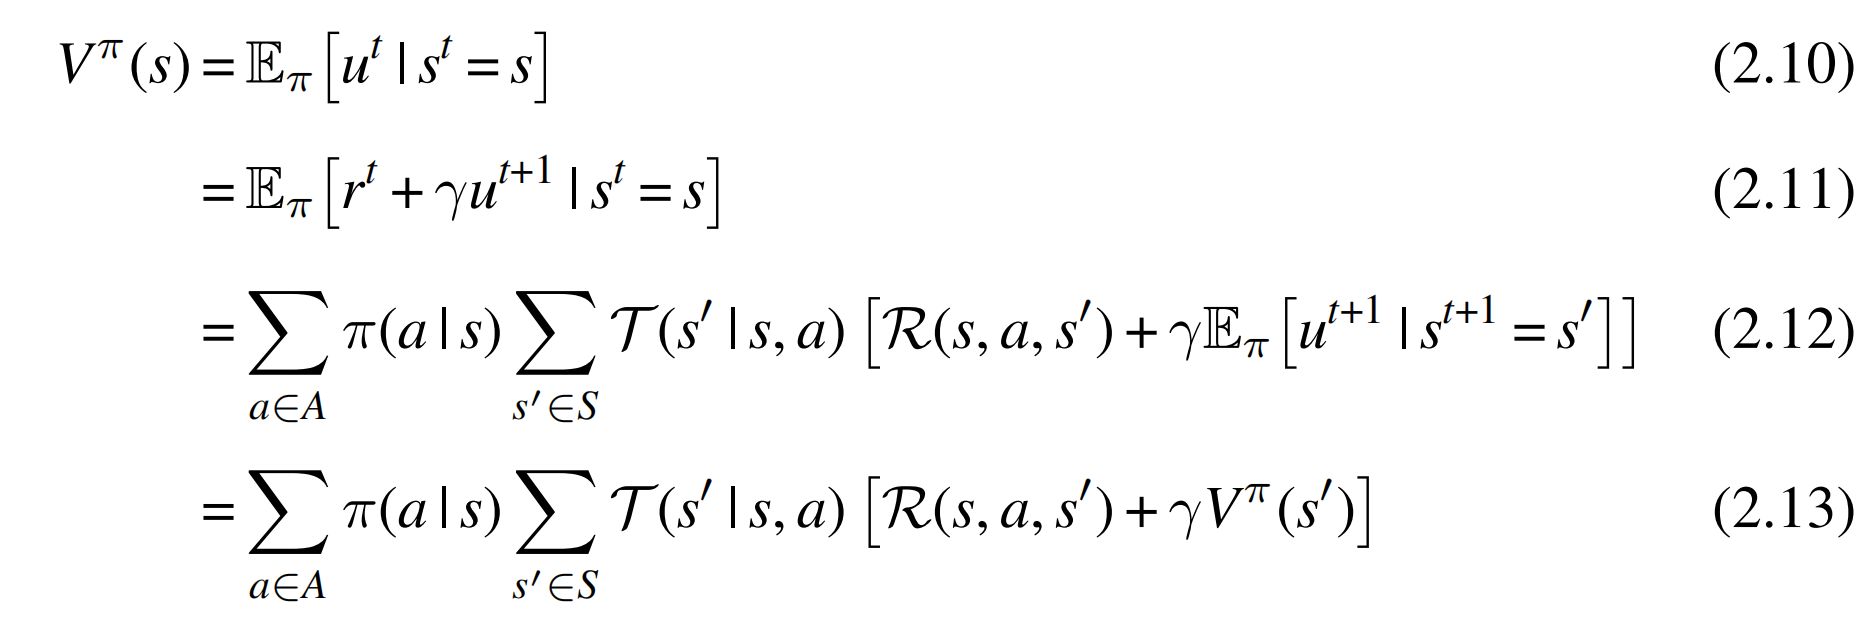 V^π(s) = 𝔼_π [u^t | s^t = s] (2.10)
= 𝔼_π [r^t + γu^{t+1} | s^t = s] (2.11)
= ∑_{a∈A} π(a | s) ∑_{s′∈S} 𝒯(s′ | s, a) [ℛ(s, a, s′) + γ𝔼_π [u^{t+1} | s^{t+1} = s′]] (2.12)
= ∑_{a∈A} π(a | s) ∑_{s′∈S} 𝒯(s′ | s, a) [ℛ(s, a, s′) + γV^π(s′)] (2.13)